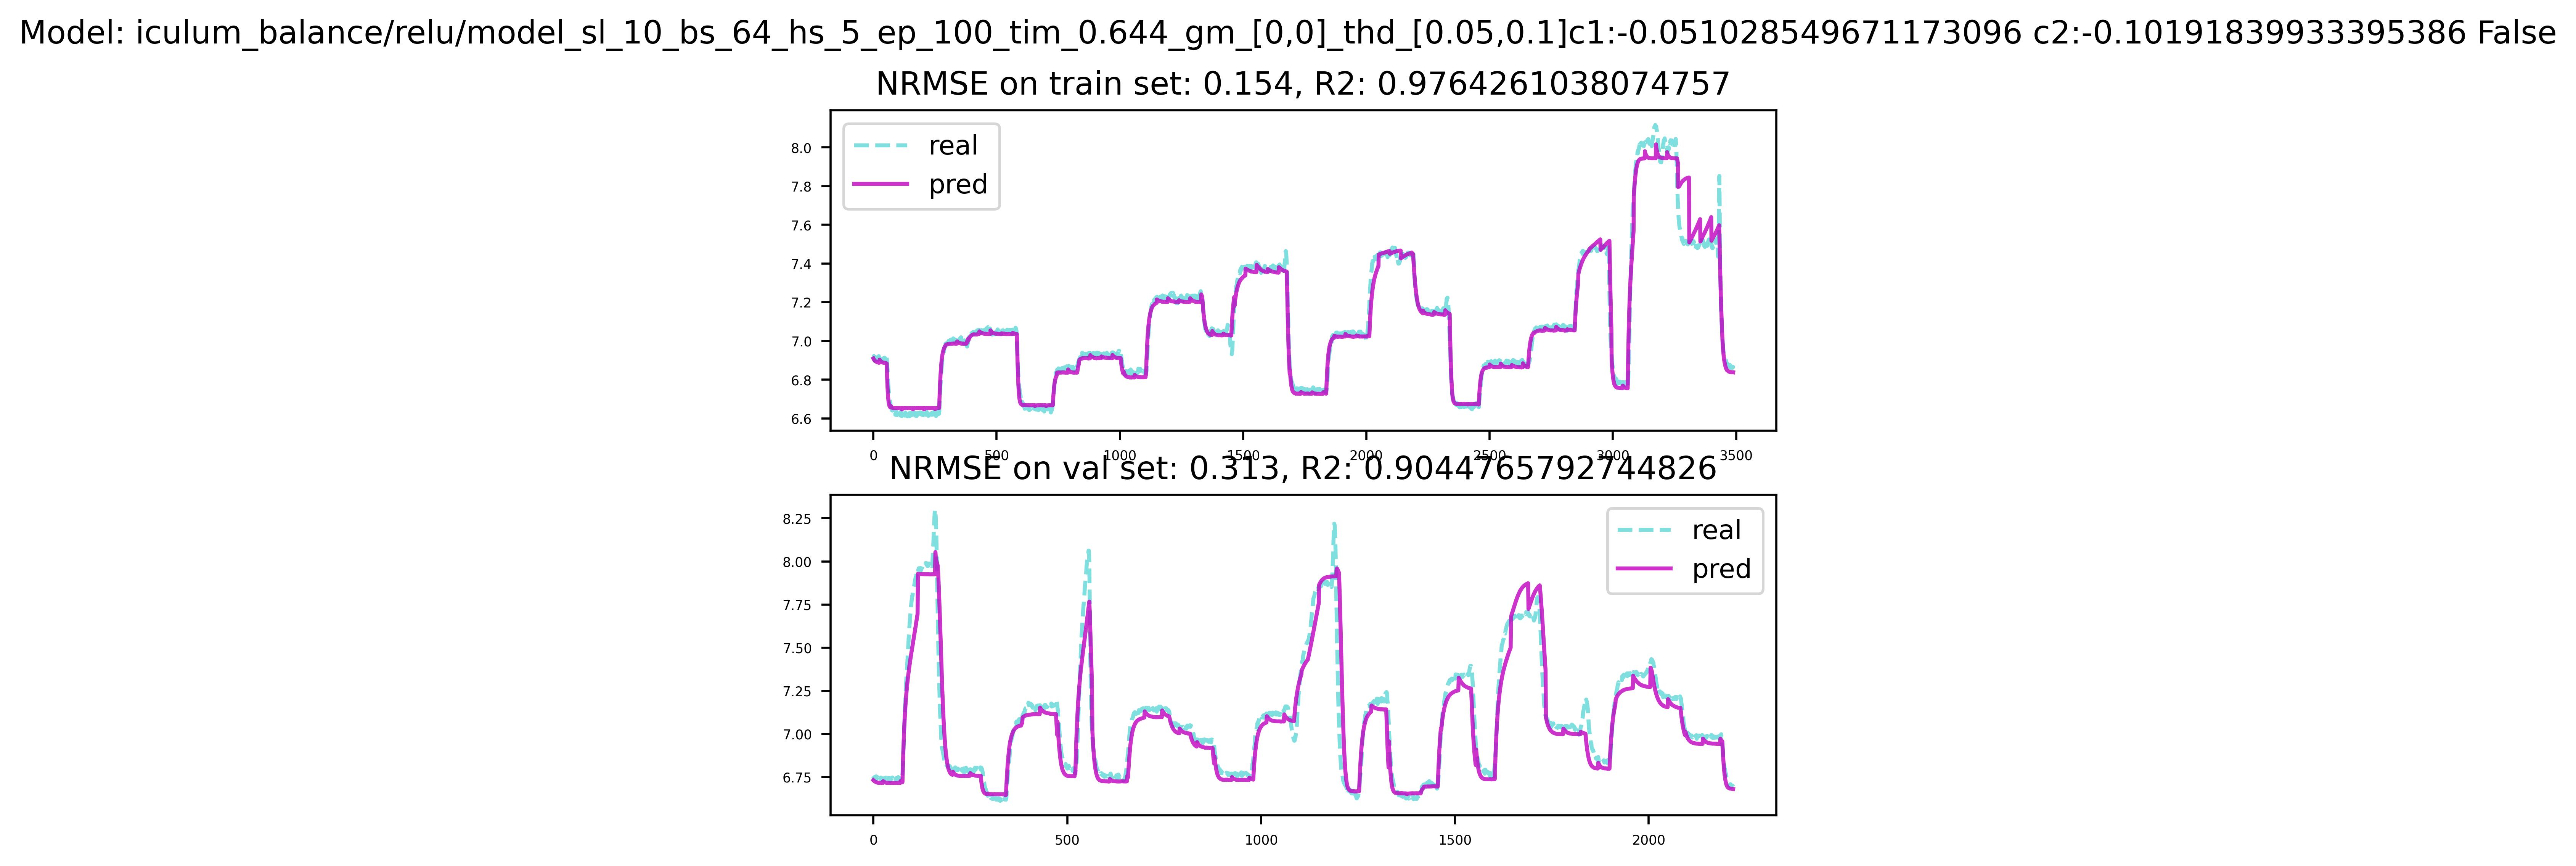 Model: iculum_balance/relu/model_sl_10_bs_64_hs_5_ep_100_tim_0.644_gm_[0,0]_thd_[0.05,0.1]c1:-0.051028549671173096 c2:-0.10191839933395386 False
NRMSE on train set: 0.154, R2: 0.9764261038074757
real
pred
8.0
7.8
7.6
7.4
7.2
7.0
6.8
6.6
0 500 1000 1500 2000 2500 3000 3500
NRMSE on val set: 0.313, R2: 0.9044765792744826
real
pred
8.25
8.00
7.75
7.50
7.25
7.00
6.75
0 500 1000 1500 2000